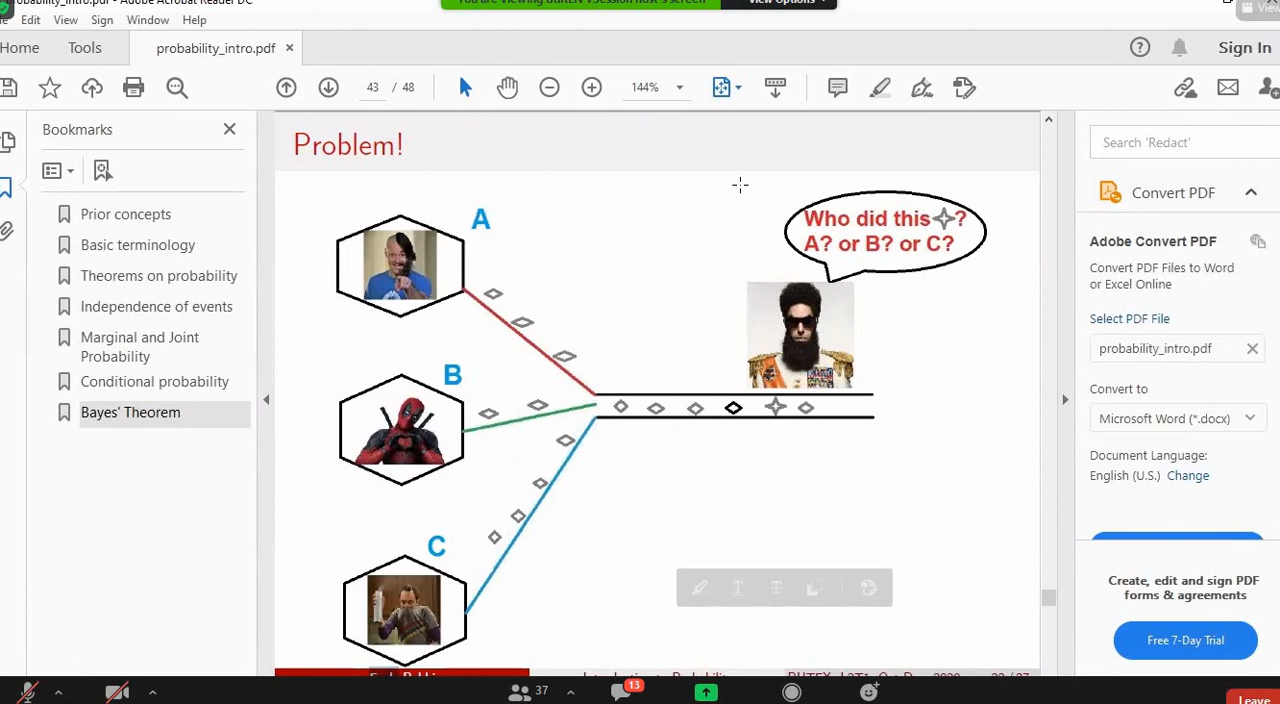 probability_intro.pdf - Adobe Acrobat Reader DC
View Options
Edit View Sign Window Help
Home Tools probability_intro.pdf × Sign In
43 / 48 144%
Bookmarks
Prior concepts
Basic terminology
Theorems on probability
Independence of events
Marginal and Joint
Probability
Conditional probability
Bayes' Theorem
Problem!
A
B
C
Who did this ?
A? or B? or C?
Search 'Redact'
Convert PDF
Adobe Convert PDF
Convert PDF Files to Word
or Excel Online
Select PDF File
probability_intro.pdf
Convert to
Microsoft Word (*.docx)
Document Language:
English (U.S.) Change
Create, edit and sign PDF
forms & agreements
Free 7-Day Trial
37
13
Leave